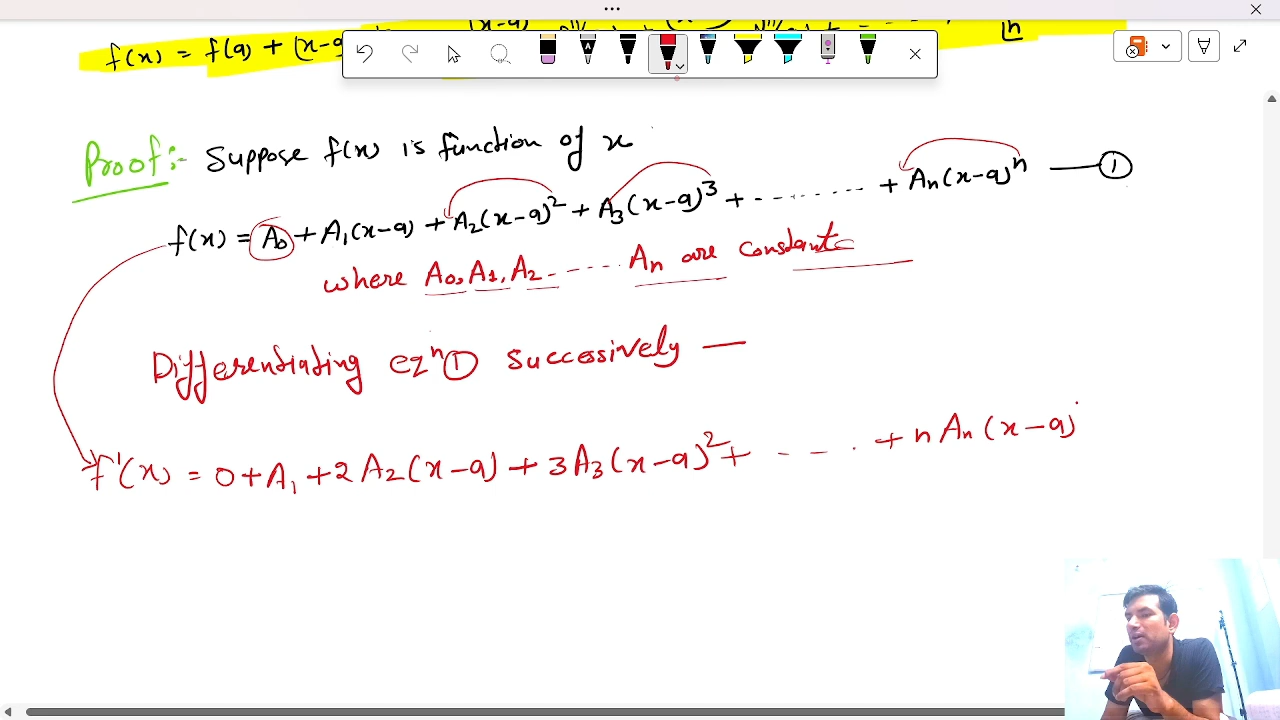 f(x) = f(a) + (x-a
(x-a)
n
Proof:- Suppose f(x) is function of x
f(x) = A₀ + A₁(x-a) + A₂(x-a)² + A₃(x-a)³ + ------- + Aₙ(x-a)ⁿ — ①
where A₀, A₁, A₂ ------ Aₙ are constants
Differentiating eqⁿ ① successively —
f'(x) = 0 + A₁ + 2A₂(x-a) + 3A₃(x-a)² + - - - . + nAₙ(x-a)